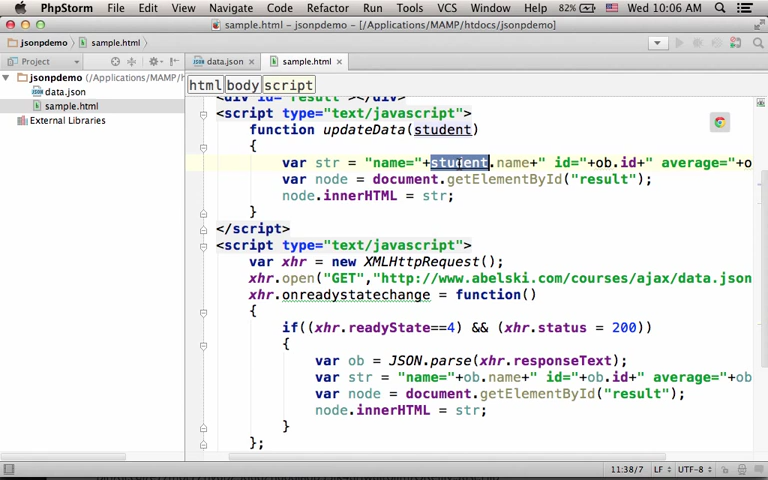 PhpStorm File Edit View Navigate Code Refactor Run Tools VCS Window Help 82% Wed 10:06 AM
sample.html - jsonpdemo - [/Applications/MAMP/htdocs/jsonpdemo]
jsonpdemo sample.html
Project data.json sample.html
jsonpdemo (/Applications/MAMP/h
data.json
sample.html
External Libraries
html body script
<div id="result"></div>
<script type="text/javascript">
function updateData(student)
{
var str = "name="+student.name+" id="+ob.id+" average="+o
var node = document.getElementById("result");
node.innerHTML = str;
}
</script>
<script type="text/javascript">
var xhr = new XMLHttpRequest();
xhr.open("GET","http://www.abelski.com/courses/ajax/data.json
xhr.onreadystatechange = function()
{
if((xhr.readyState==4) && (xhr.status = 200))
{
var ob = JSON.parse(xhr.responseText);
var str = "name="+ob.name+" id="+ob.id+" average="+ob
var node = document.getElementById("result");
node.innerHTML = str;
}
};
11:38/7 LF UTF-8